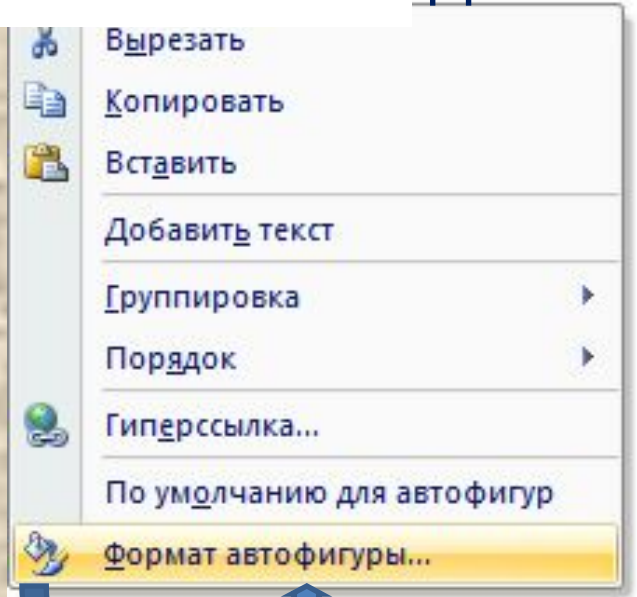 Вырезать
Копировать
Вставить
Добавить текст
Группировка
Порядок
Гиперссылка...
По умолчанию для автофигур
Формат автофигуры...